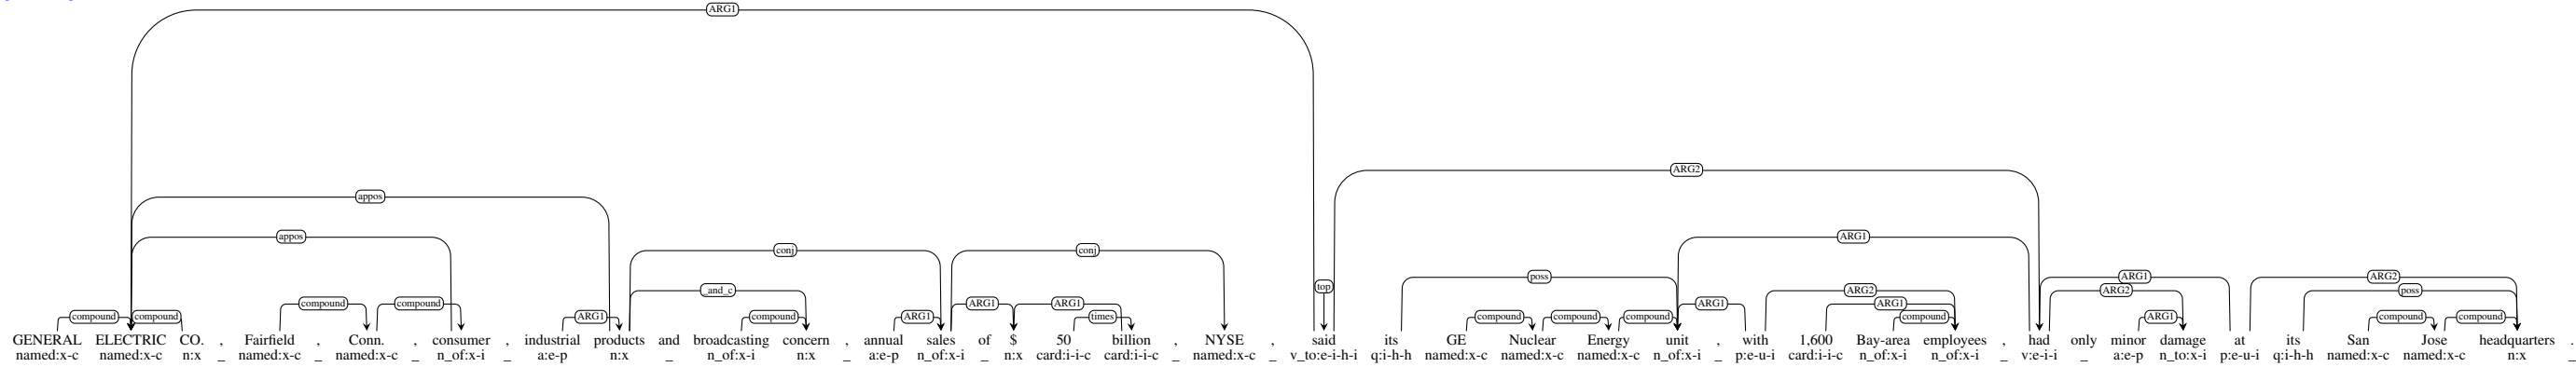 ARG1
ARG2
appos
appos ARG1
conj conj
poss ARG1 ARG2
top
_and_c ARG2 ARG2 poss
compound compound ARG1 ARG1 ARG1 ARG1
compound compound ARG1 compound ARG1 times compound compound compound compound ARG1 compound compound
GENERAL ELECTRIC CO. , Fairfield , Conn. , consumer , industrial products and broadcasting concern , annual sales of $ 50 billion , NYSE , said its GE Nuclear Energy unit , with 1,600 Bay-area employees , had only minor damage at its San Jose headquarters .
named:x-c named:x-c n:x _ named:x-c _ named:x-c _ n_of:x-i _ a:e-p n:x _ n_of:x-i n:x _ a:e-p n_of:x-i _ n:x card:i-i-c card:i-i-c _ named:x-c _ v_to:e-i-h-i q:i-h-h named:x-c named:x-c named:x-c n_of:x-i _ p:e-u-i card:i-i-c n_of:x-i n_of:x-i _ v:e-i-i _ a:e-p n_to:x-i p:e-u-i q:i-h-h named:x-c named:x-c n:x _